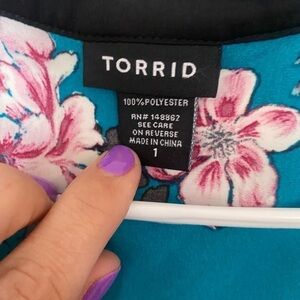 TORRID
100% POLYESTER
RN# 148862
SEE CARE
ON REVERSE
MADE IN CHINA
1